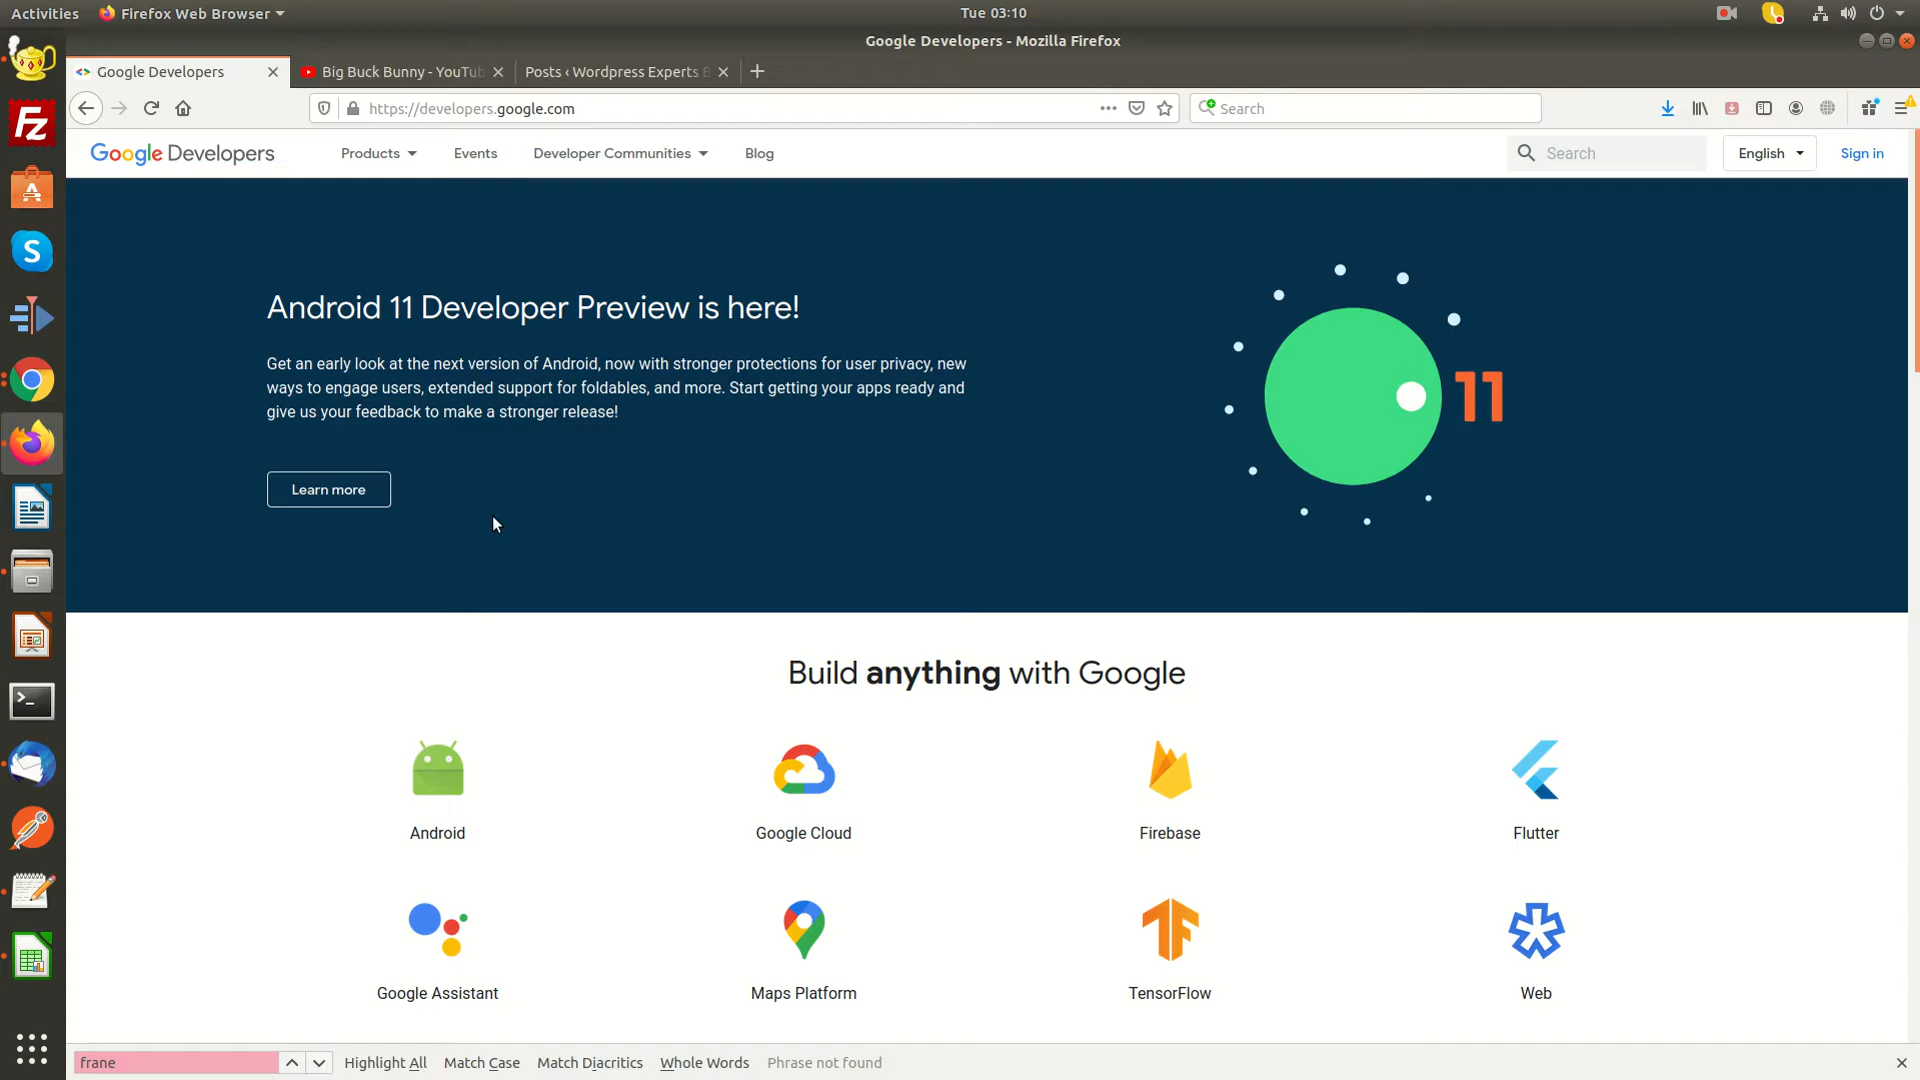 Activities Firefox Web Browser Tue 03:10
Google Developers - Mozilla Firefox
Google Developers Big Buck Bunny - YouTub Posts ‹ Wordpress Experts B
https://developers.google.com Search
Google Developers Products Events Developer Communities Blog Search English Sign in
Android 11 Developer Preview is here!
Get an early look at the next version of Android, now with stronger protections for user privacy, new
ways to engage users, extended support for foldables, and more. Start getting your apps ready and
give us your feedback to make a stronger release!
11
Learn more
Build anything with Google
Android Google Cloud Firebase Flutter
Google Assistant Maps Platform TensorFlow Web
frane Highlight All Match Case Match Diacritics Whole Words Phrase not found